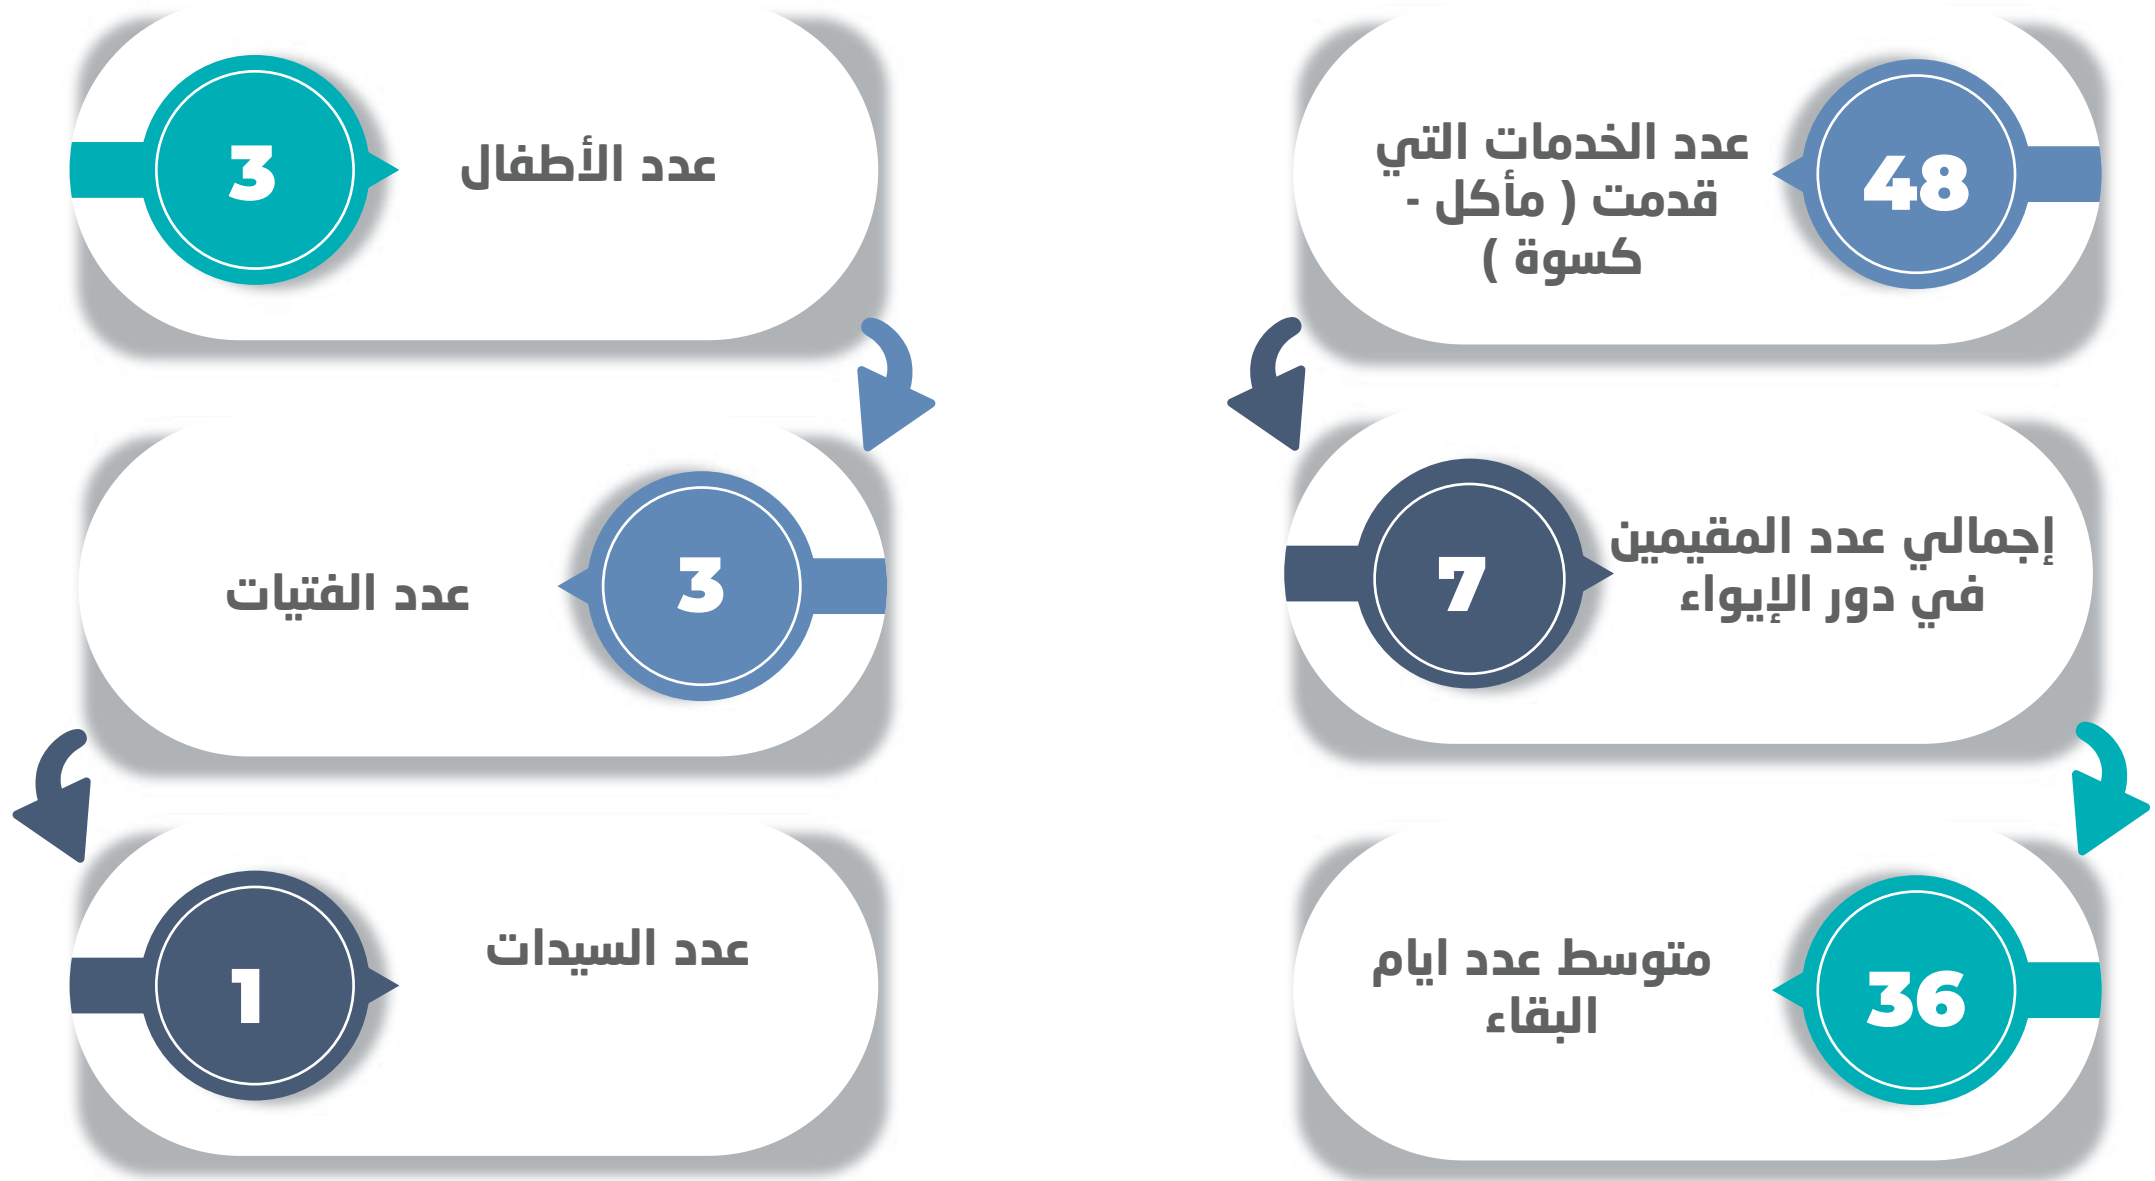 48
عدد الخدمات التي
قدمت ( مأكل -
كسوة )
7
إجمالي عدد المقيمين
في دور الإيواء
36
متوسط عدد ايام
البقاء
3
عدد الأطفال
3
عدد الفتيات
1
عدد السيدات